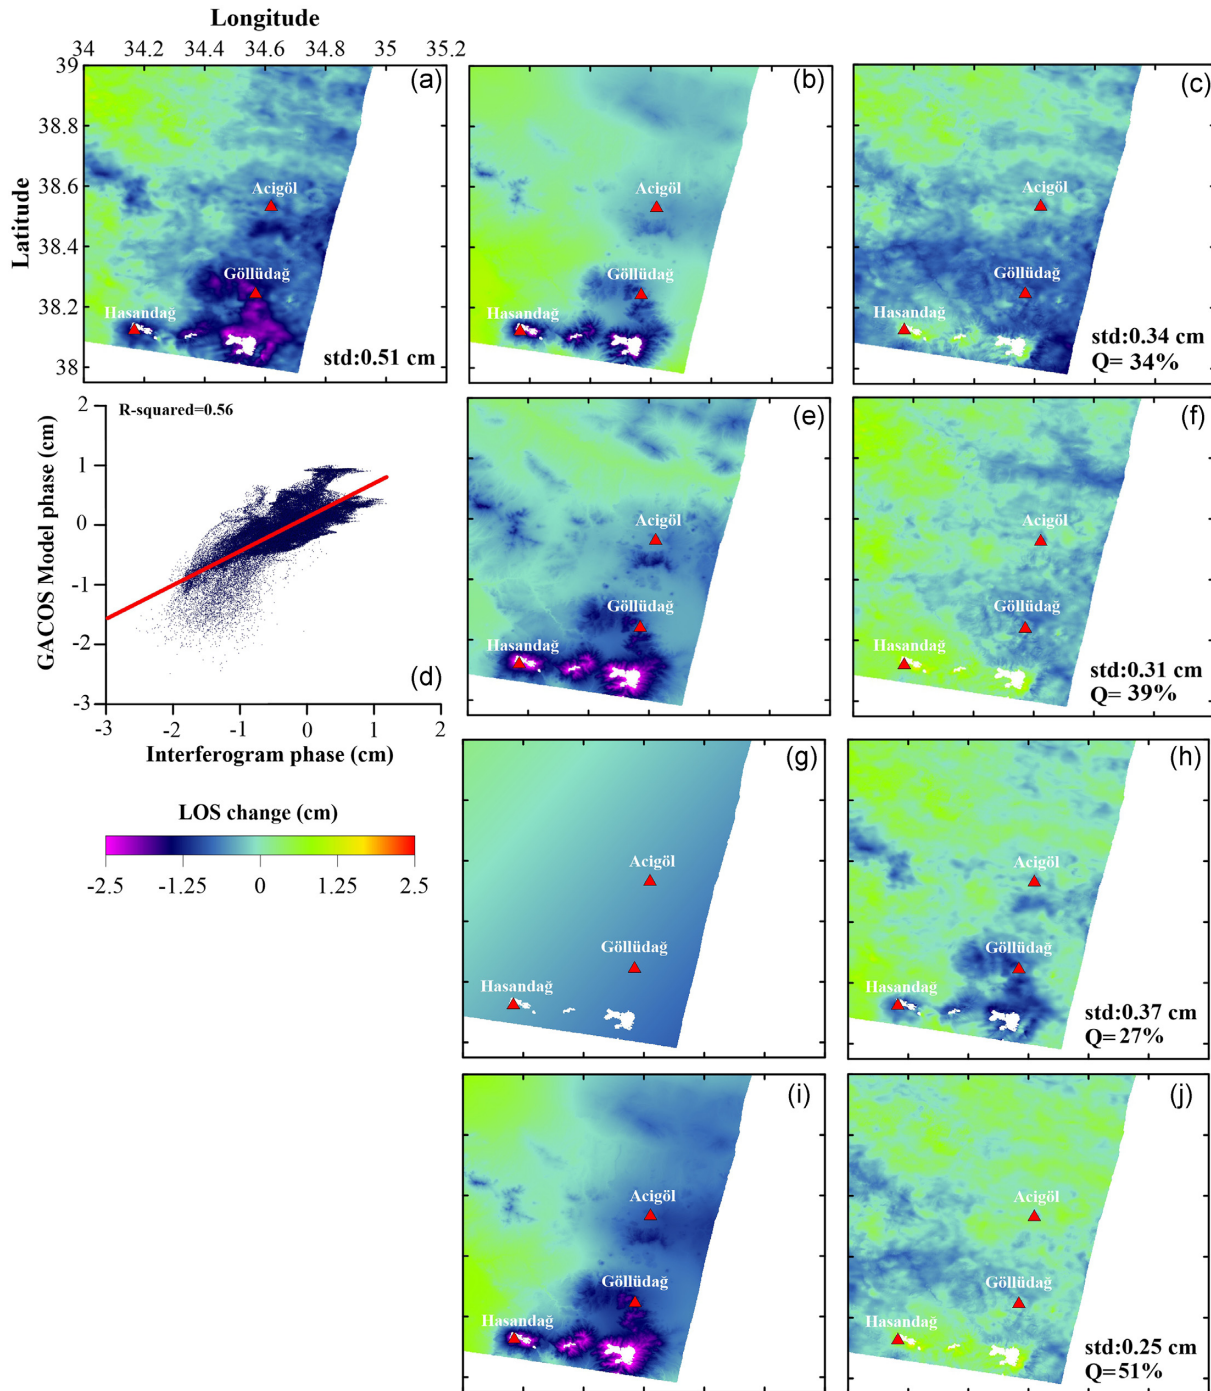 Longitude
34 34.2 34.4 34.6 34.8 35 35.2
39
38.8
38.6
38.4
38.2
38
Latitude
(a)
Acigöl
Göllüdağ
Hasandağ
std:0.51 cm
(b)
Acigöl
Göllüdağ
Hasandağ
(c)
Acigöl
Göllüdağ
Hasandağ
std:0.34 cm
Q= 34%
R-squared=0.56
2
1
0
-1
-2
-3
GACOS Model phase (cm)
(d)
-3 -2 -1 0 1 2
Interferogram phase (cm)
(e)
Acigöl
Göllüdağ
Hasandağ
(f)
Acigöl
Göllüdağ
Hasandağ
std:0.31 cm
Q= 39%
LOS change (cm)
-2.5 -1.25 0 1.25 2.5
(g)
Acigöl
Göllüdağ
Hasandağ
(h)
Acigöl
Göllüdağ
Hasandağ
std:0.37 cm
Q= 27%
(i)
Acigöl
Göllüdağ
Hasandağ
(j)
Acigöl
Göllüdağ
Hasandağ
std:0.25 cm
Q= 51%